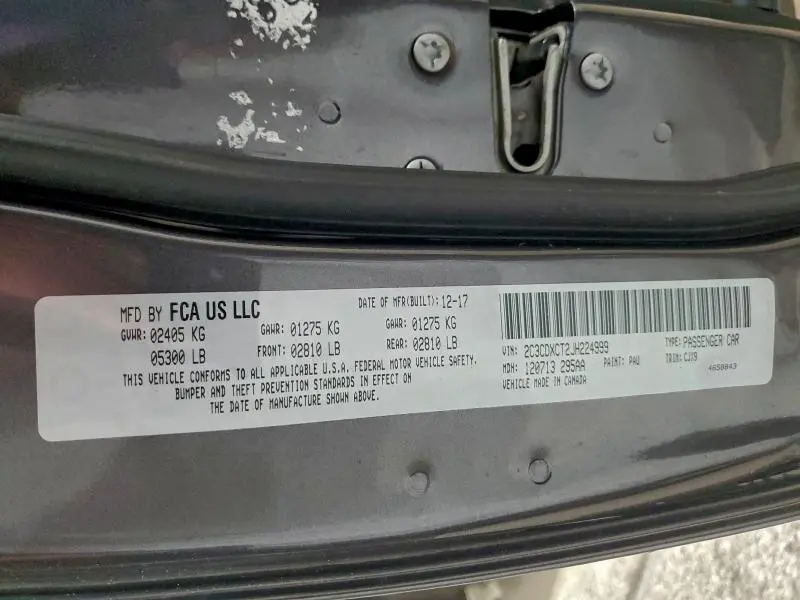 MFD BY FCA US LLC
DATE OF MFR(BUILT): 12-17
GVWR: 02405 KG
GAWR: 01275 KG
GAWR: 01275 KG
05300 LB
FRONT: 02810 LB
REAR: 02810 LB
THIS VEHICLE CONFORMS TO ALL APPLICABLE U.S.A. FEDERAL MOTOR VEHICLE SAFETY,
BUMPER AND THEFT PREVENTION STANDARDS IN EFFECT ON
THE DATE OF MANUFACTURE SHOWN ABOVE.
VIN: 2C3CDXCT2JH224999
TYPE: PASSENGER CAR
MDH: 120713 295AA
PAINT: PAU
TRIM: CJX9
VEHICLE MADE IN CANADA
4658843